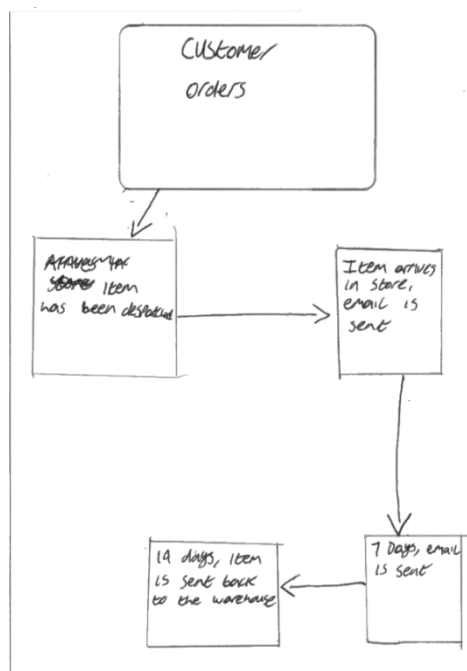 Customer
orders
Item
has been despatched
Item arrives
in store,
email is
sent
7 Days, email
is sent
14 days, item
is sent back
to the warehouse